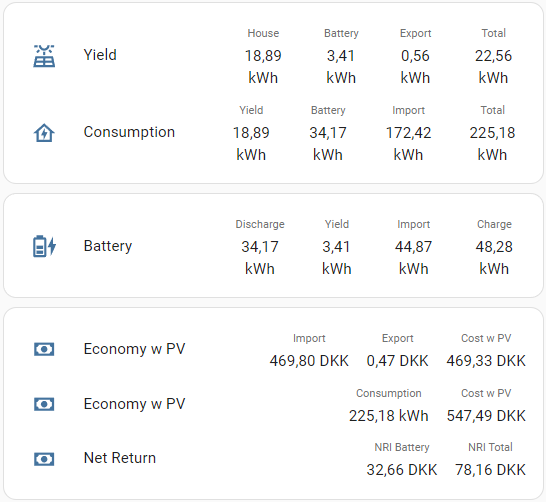 House Battery Export Total
Yield 18,89 kWh 3,41 kWh 0,56 kWh 22,56 kWh
Yield Battery Import Total
Consumption 18,89 kWh 34,17 kWh 172,42 kWh 225,18 kWh
Discharge Yield Import Charge
Battery 34,17 kWh 3,41 kWh 44,87 kWh 48,28 kWh
Import Export Cost w PV
Economy w PV 469,80 DKK 0,47 DKK 469,33 DKK
Consumption Cost w PV
Economy w PV 225,18 kWh 547,49 DKK
NRI Battery NRI Total
Net Return 32,66 DKK 78,16 DKK